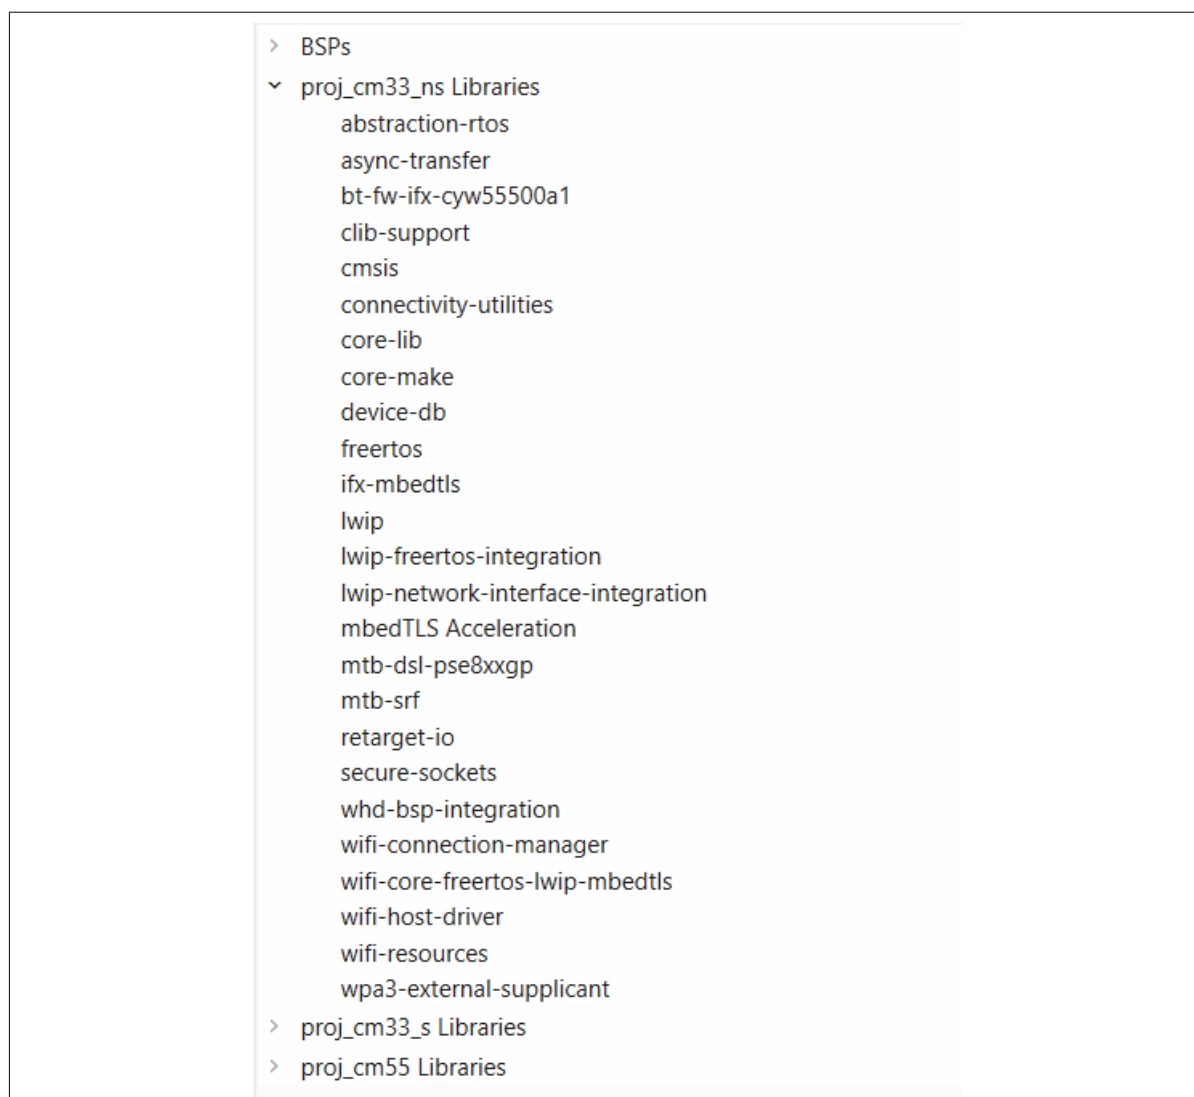 BSPs
proj_cm33_ns Libraries
abstraction-rtos
async-transfer
bt-fw-ifx-cyw55500a1
clib-support
cmsis
connectivity-utilities
core-lib
core-make
device-db
freertos
ifx-mbedtls
lwip
lwip-freertos-integration
lwip-network-interface-integration
mbedTLS Acceleration
mtb-dsl-pse8xxgp
mtb-srf
retarget-io
secure-sockets
whd-bsp-integration
wifi-connection-manager
wifi-core-freertos-lwip-mbedtls
wifi-host-driver
wifi-resources
wpa3-external-supplicant
proj_cm33_s Libraries
proj_cm55 Libraries